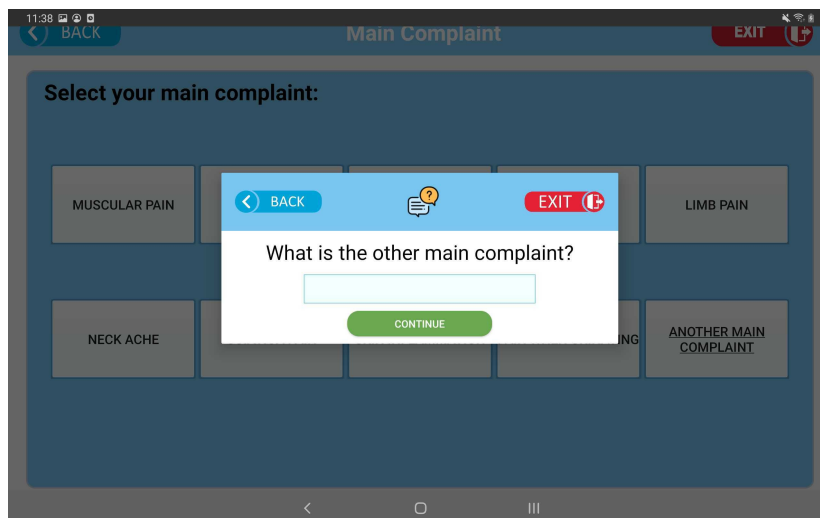 11:38
BACK
Main Complaint
EXIT
Select your main complaint:
MUSCULAR PAIN
LIMB PAIN
BACK
EXIT
What is the other main complaint?
CONTINUE
NECK ACHE
ANOTHER MAIN
COMPLAINT